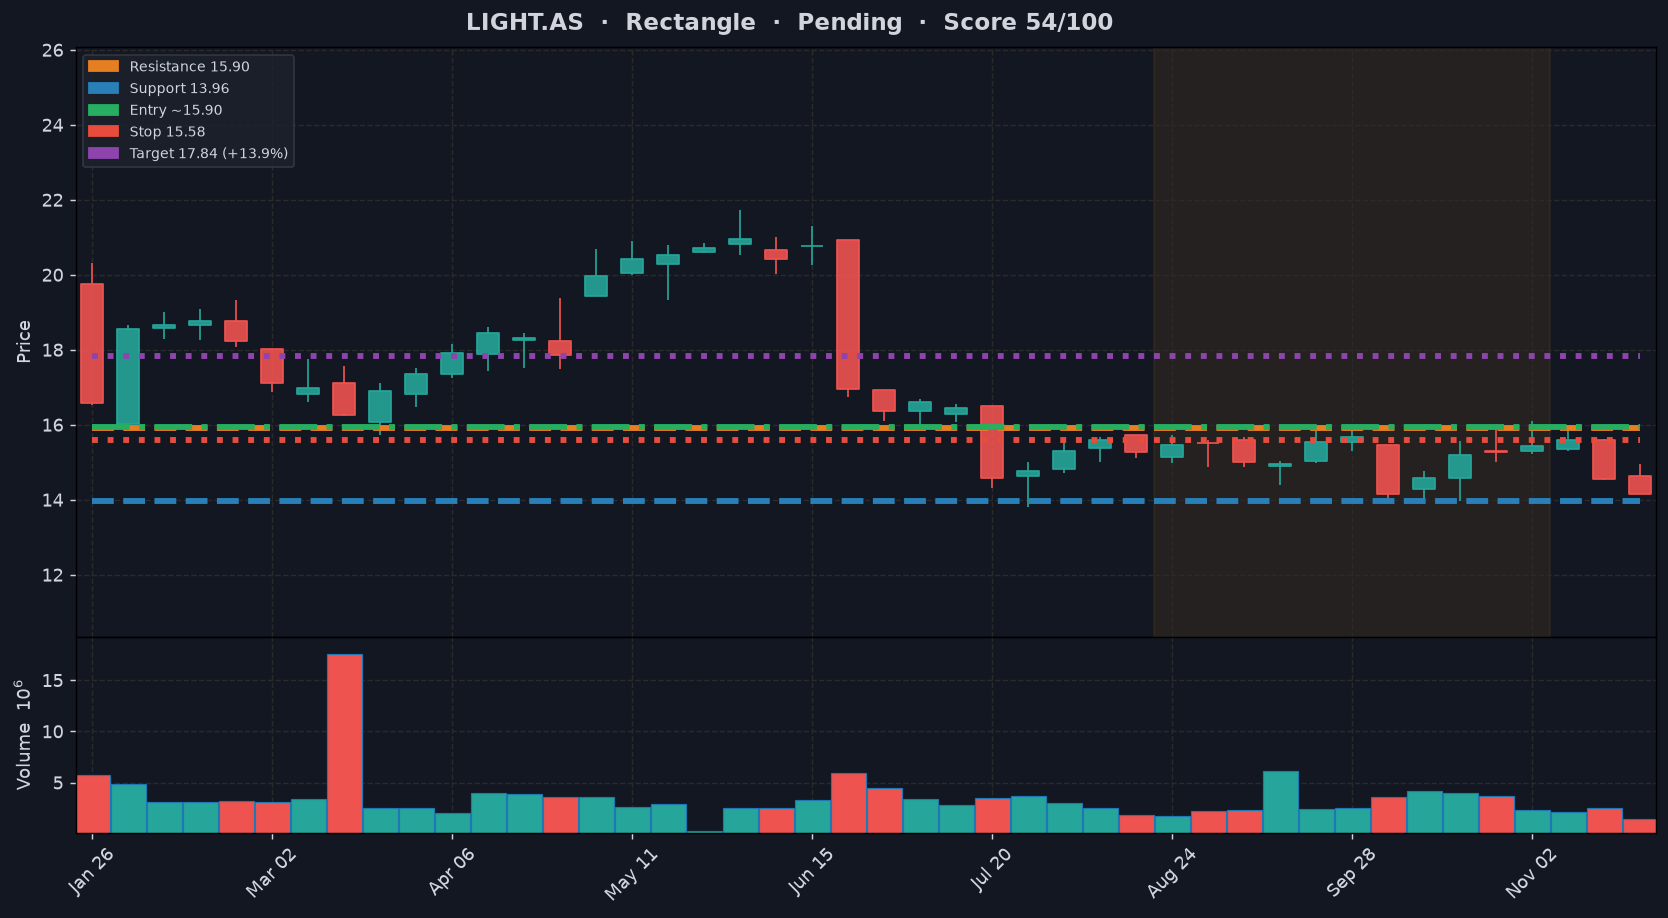 LIGHT.AS · Rectangle · Pending · Score 54/100
Resistance 15.90
Support 13.96
Entry ~15.90
Stop 15.58
Target 17.84 (+13.9%)
Price
26
24
22
20
18
16
14
12
Volume 10⁶
15
10
5
Jan 26
Mar 02
Apr 06
May 11
Jun 15
Jul 20
Aug 24
Sep 28
Nov 02